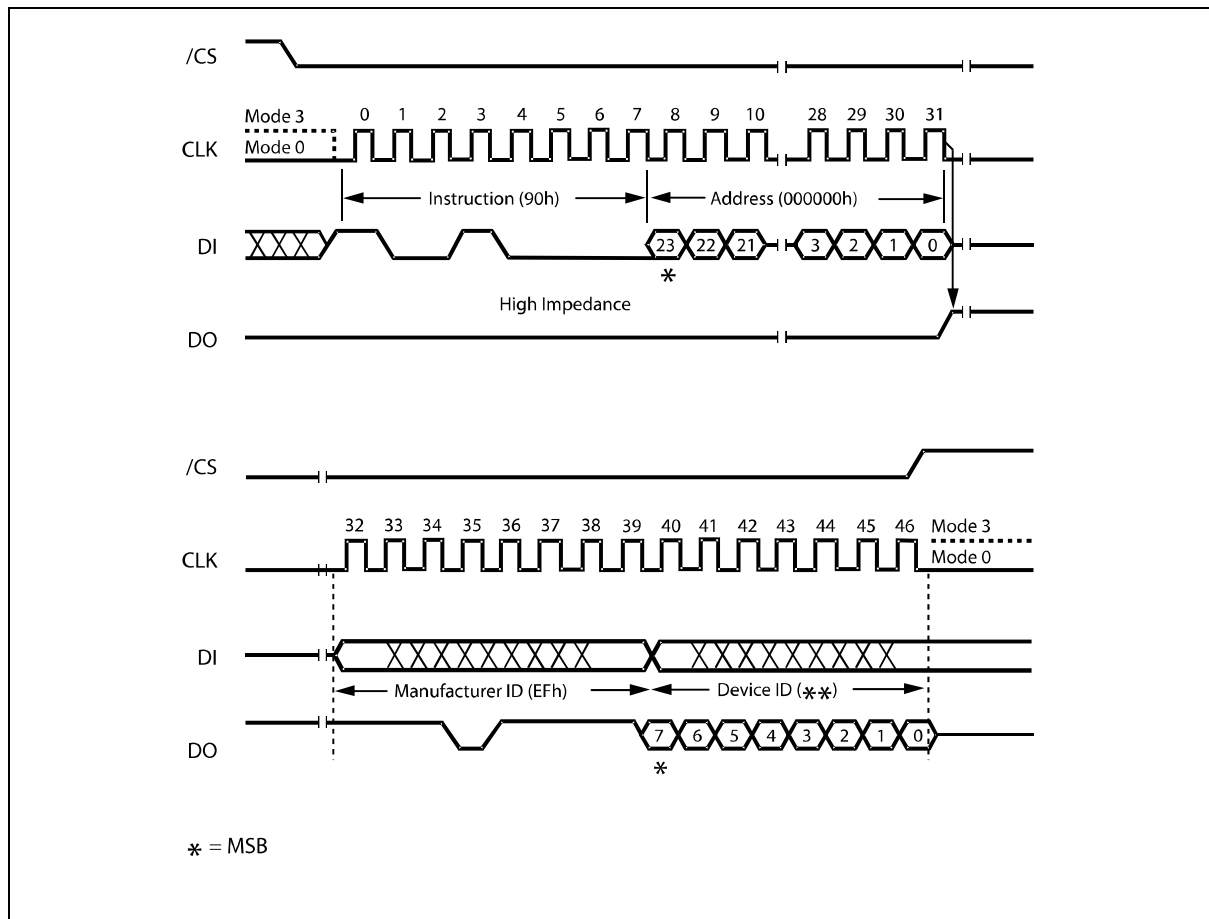 /CS
Mode 3
0 1 2 3 4 5 6 7 8 9 10 28 29 30 31
CLK
Mode 0
Instruction (90h)
Address (000000h)
DI
23 22 21 3 2 1 0
*
High Impedance
DO
/CS
32 33 34 35 36 37 38 39 40 41 42 43 44 45 46
Mode 3
CLK
Mode 0
DI
Manufacturer ID (EFh)
Device ID (**)
DO
7 6 5 4 3 2 1 0
*
* = MSB